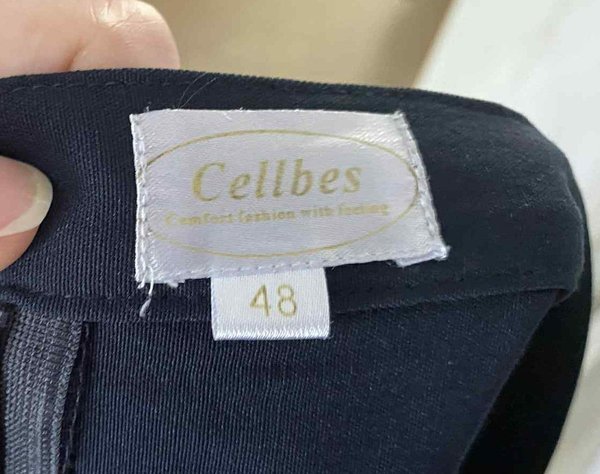 Cellbes
Comfort fashion with feeling
48